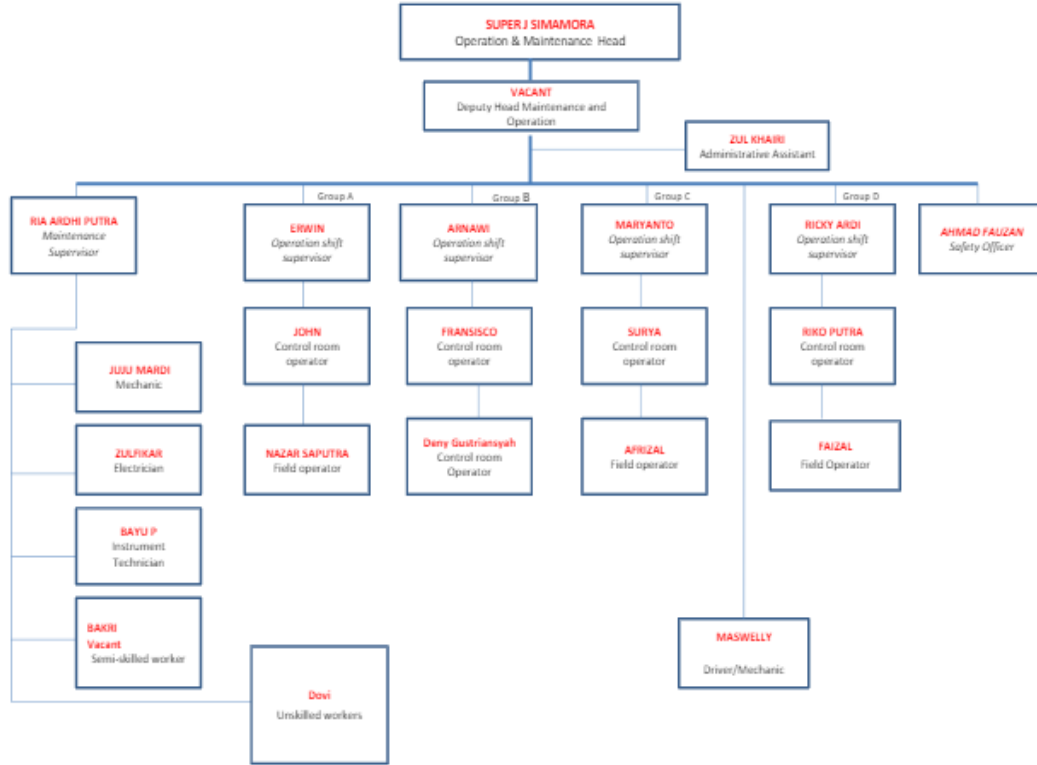 SUPER J SIMAMORA
Operation & Maintenance Head
VACANT
Deputy Head Maintenance and
Operation
ZUL KHAIRI
Administrative Assistant
Group A
Group B
Group C
Group D
RIA ARDHI PUTRA
Maintenance
Supervisor
ERWIN
Operation shift
supervisor
ARNAWI
Operation shift
supervisor
MARYANTO
Operation shift
supervisor
RICKY ARDI
Operation shift
supervisor
AHMAD FAUZAN
Safety Officer
JOHN
Control room
operator
FRANSISCO
Control room
operator
SURYA
Control room
operator
RIKO PUTRA
Control room
operator
JUJU MARDI
Mechanic
NAZAR SAPUTRA
Field operator
Deny Gustriansyah
Control room
Operator
AFRIZAL
Field operator
FAIZAL
Field Operator
ZULFIKAR
Electrician
BAYU P
Instrument
Technician
BAKRI
Vacant
Semi-skilled worker
MASWELLY
Driver/Mechanic
Dovi
Unskilled workers